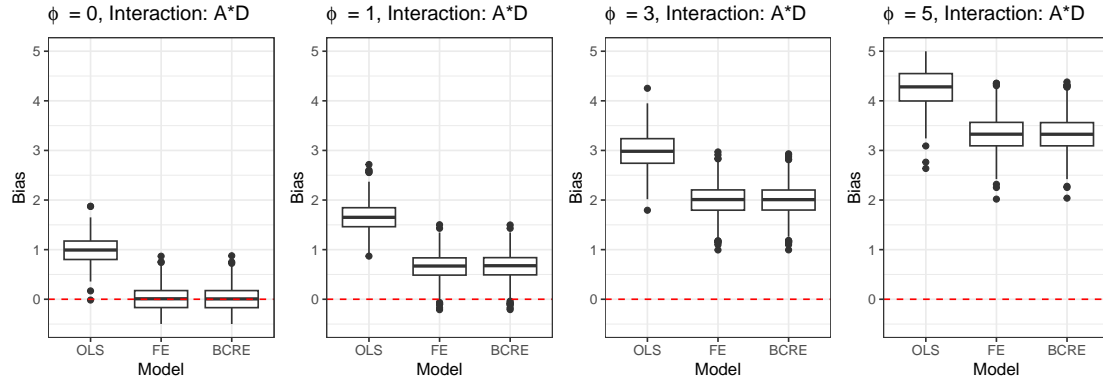 ϕ = 0, Interaction: A*D
5
4
3
2
1
0
Bias
OLS FE BCRE
Model
ϕ = 1, Interaction: A*D
5
4
3
2
1
0
Bias
OLS FE BCRE
Model
ϕ = 3, Interaction: A*D
5
4
3
2
1
0
Bias
OLS FE BCRE
Model
ϕ = 5, Interaction: A*D
5
4
3
2
1
0
Bias
OLS FE BCRE
Model